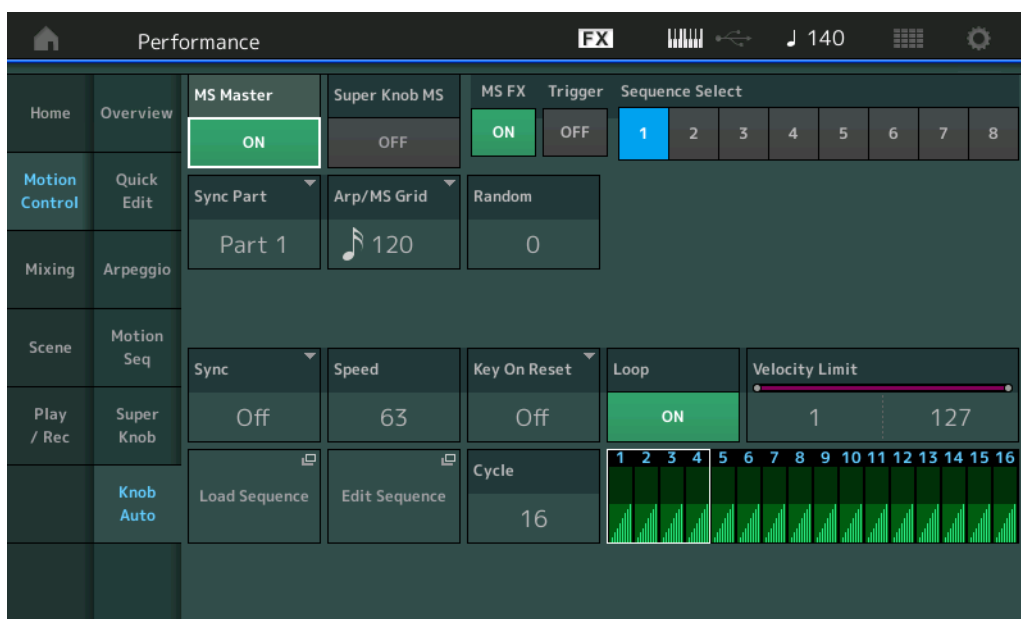 Performance FX 140
Home Overview
MS Master Super Knob MS MS FX Trigger Sequence Select
ON OFF ON OFF 1 2 3 4 5 6 7 8
Motion Control
Quick Edit
Sync Part Arp/MS Grid Random
Part 1 120 0
Mixing Arpeggio
Scene
Motion Seq
Sync Speed Key On Reset Loop Velocity Limit
Off 63 Off ON 1 127
Play / Rec
Super Knob
Knob Auto
Load Sequence Edit Sequence Cycle 1 2 3 4 5 6 7 8 9 10 11 12 13 14 15 16
16